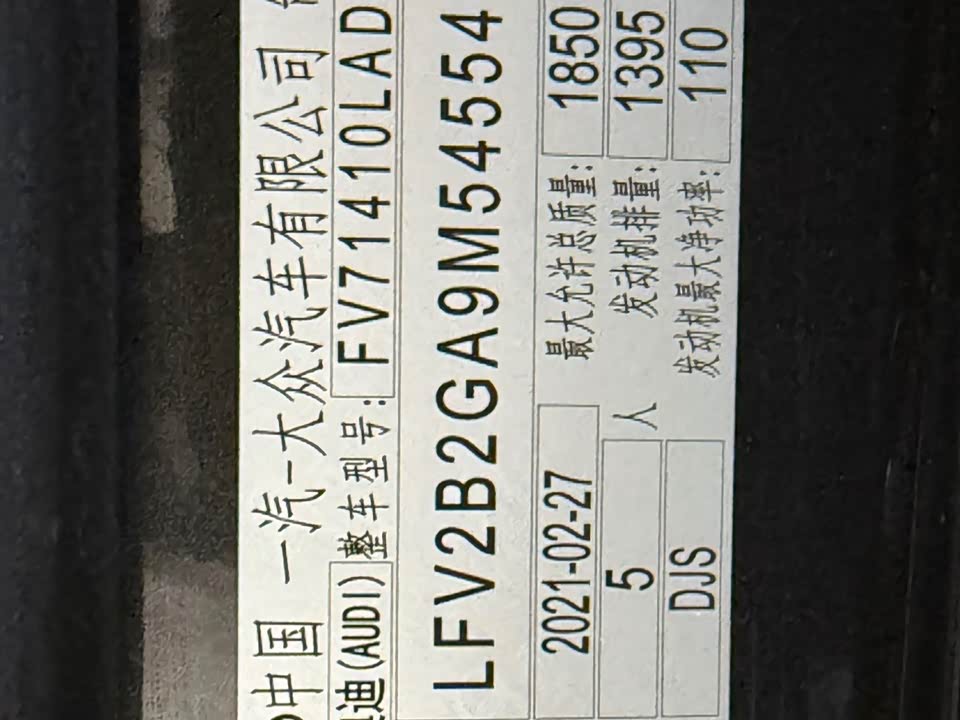 中国 一汽-大众汽车有限公司
迪(AUDI) 整车型号: FV71410LAD
LFV2B2GA9M54554
2021-02-27 最大允许总质量: 1850
5 人 发动机排量: 1395
DJS 发动机最大净功率: 110